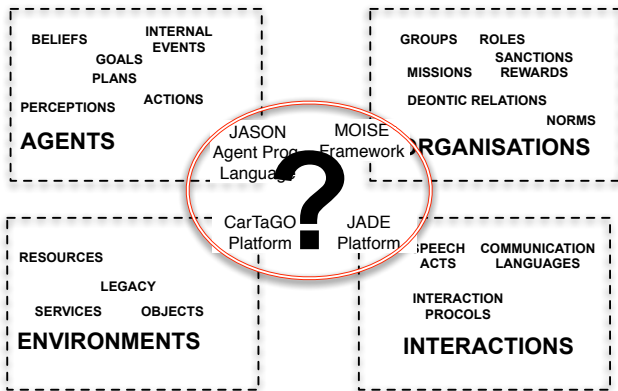 BELIEFS
INTERNAL
EVENTS
GOALS
PLANS
PERCEPTIONS
ACTIONS
AGENTS
GROUPS ROLES
SANCTIONS
MISSIONS REWARDS
DEONTIC RELATIONS
NORMS
RGANISATIONS
JASON
Agent Prog
Language
MOISE
Framework
?
CarTaGO
Platform
JADE
Platform
RESOURCES
LEGACY
SERVICES OBJECTS
ENVIRONMENTS
SPEECH COMMUNICATION
ACTS LANGUAGES
INTERACTION
PROCOLS
INTERACTIONS